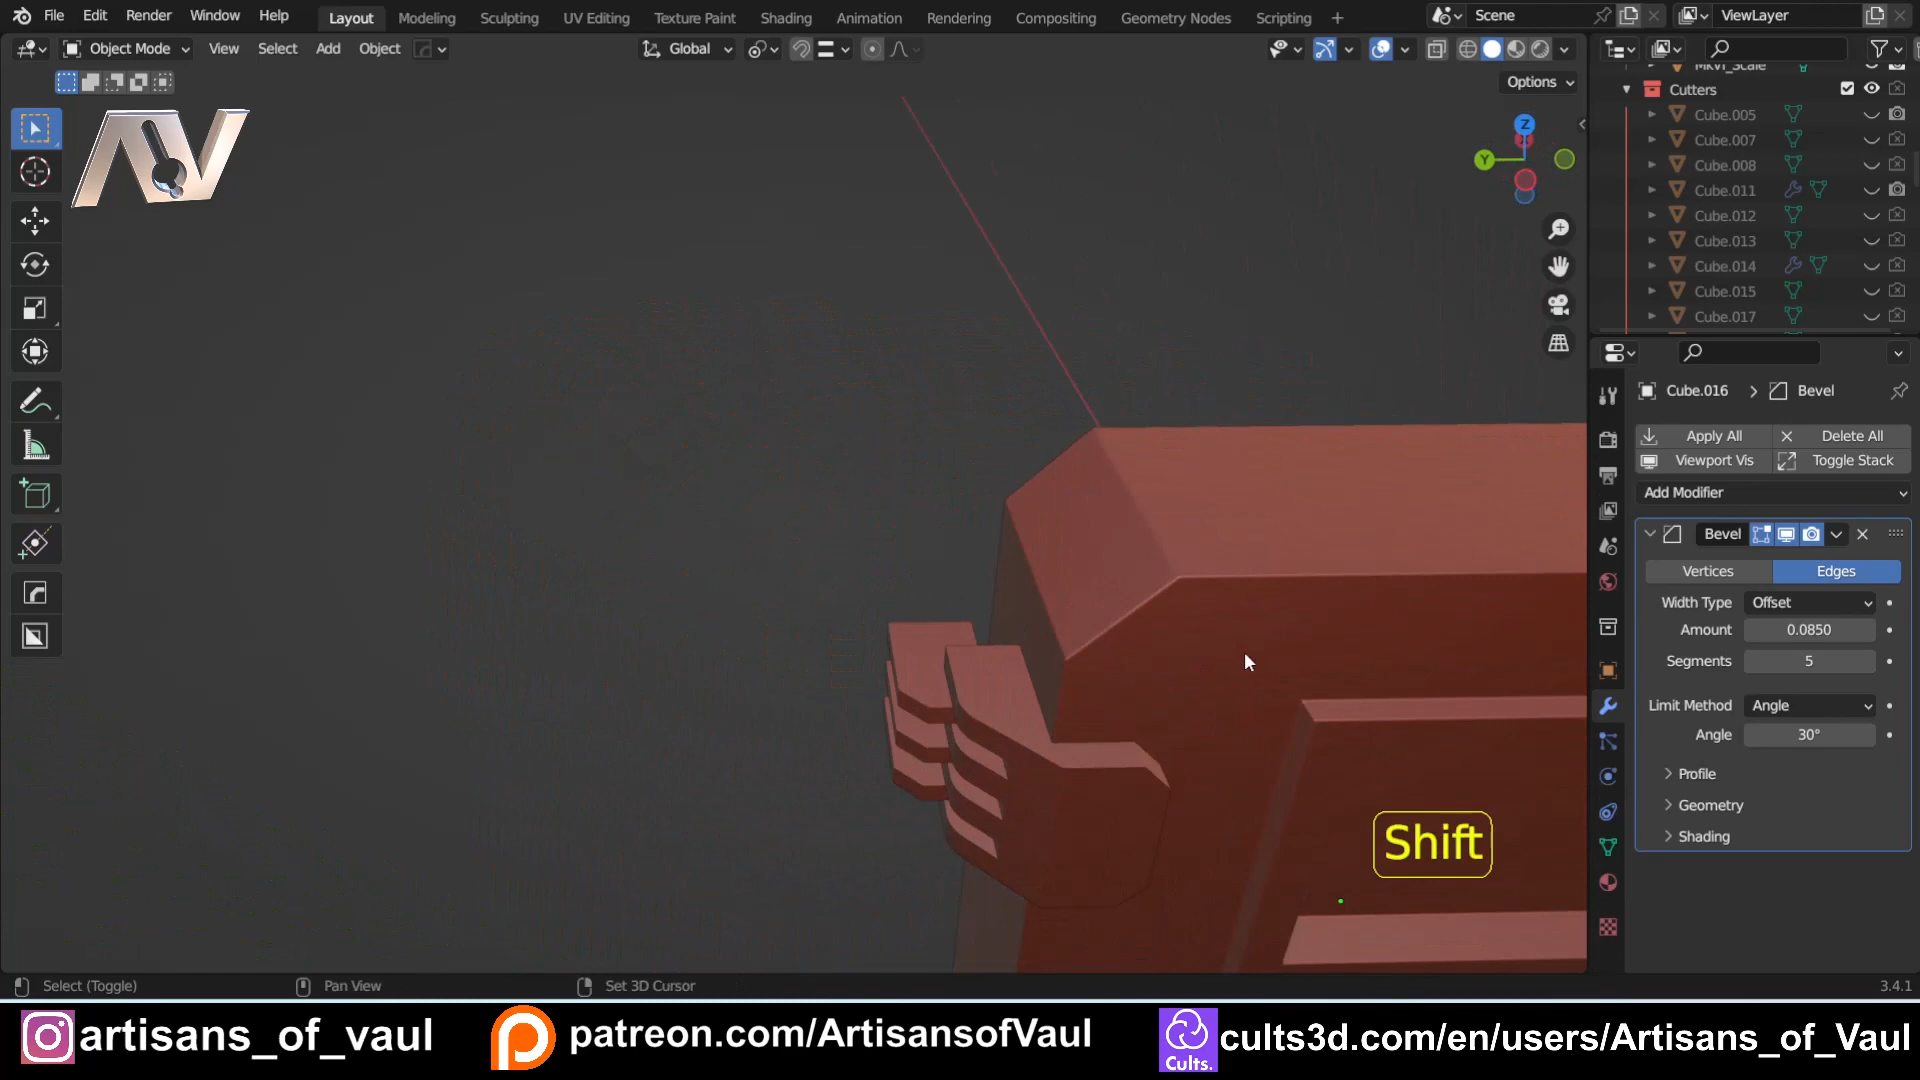 File Edit Render Window Help Layout Modeling Sculpting UV Editing Texture Paint Shading Animation Rendering Compositing Geometry Nodes Scripting + Scene ViewLayer
Object Mode View Select Add Object Global
Options
MkVI_Scale
Cutters
Cube.005
Cube.007
Cube.008
Cube.011
Cube.012
Cube.013
Cube.014
Cube.015
Cube.017
AV
Z
Y
Cube.016 > Bevel
Apply All Delete All
Viewport Vis Toggle Stack
Add Modifier
Bevel
Vertices Edges
Width Type Offset
Amount 0.0850
Segments 5
Limit Method Angle
Angle 30°
Profile
Geometry
Shading
Shift
Select (Toggle) Pan View Set 3D Cursor 3.4.1
artisans_of_vaul patreon.com/ArtisansofVaul cults3d.com/en/users/Artisans_of_Vaul
Cults.